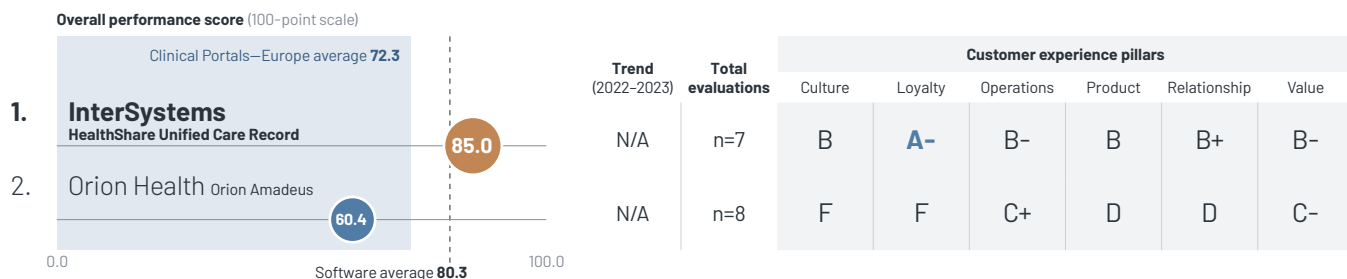 Overall performance score (100-point scale)
Clinical Portals—Europe average 72.3
Customer experience pillars
Trend Total
(2022–2023) evaluations Culture Loyalty Operations Product Relationship Value
1. InterSystems
HealthShare Unified Care Record
85.0 N/A n=7 B A- B- B B+ B-
2. Orion Health Orion Amadeus
60.4 N/A n=8 F F C+ D D C-
0.0 100.0
Software average 80.3